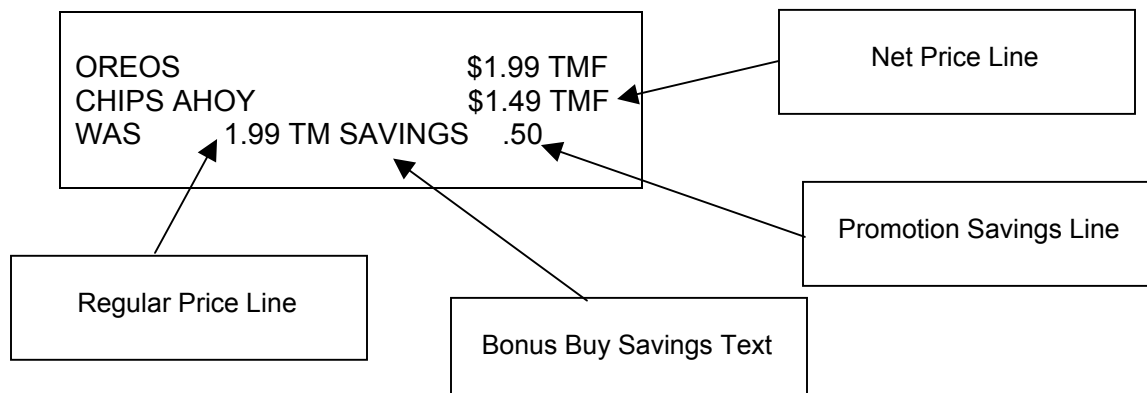 OREOS $1.99 TMF
CHIPS AHOY $1.49 TMF
WAS 1.99 TM SAVINGS .50
Net Price Line
Promotion Savings Line
Regular Price Line
Bonus Buy Savings Text